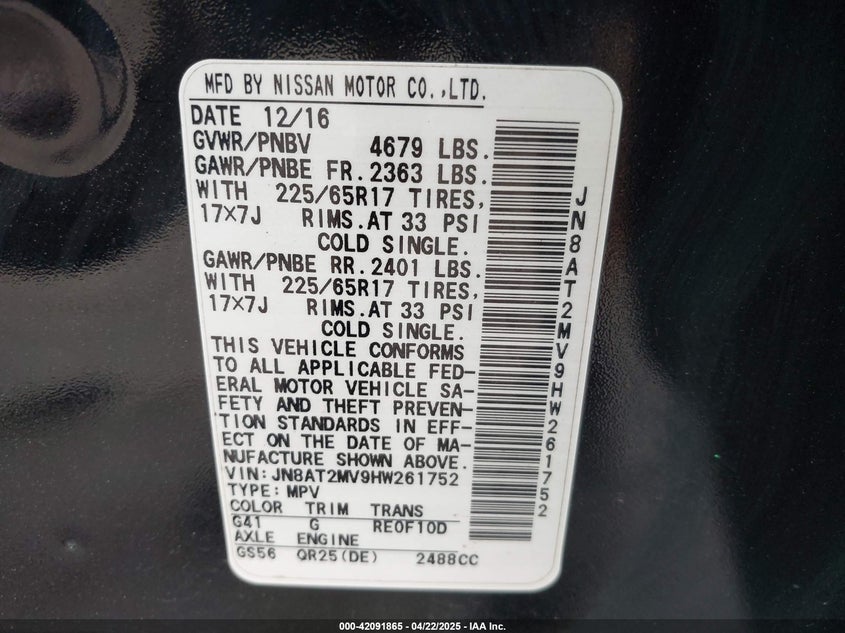 MFD BY NISSAN MOTOR CO.,LTD.
DATE 12/16
GVWR/PNBV 4679 LBS.
GAWR/PNBE FR.2363 LBS.
WITH 225/65R17 TIRES,
17×7J RIMS.AT 33 PSI
COLD SINGLE.
GAWR/PNBE RR.2401 LBS.
WITH 225/65R17 TIRES,
17×7J RIMS.AT 33 PSI
COLD SINGLE.
THIS VEHICLE CONFORMS
TO ALL APPLICABLE FED-
ERAL MOTOR VEHICLE SA-
FETY AND THEFT PREVEN-
TION STANDARDS IN EFF-
ECT ON THE DATE OF MA-
NUFACTURE SHOWN ABOVE.
VIN: JN8AT2MV9HW261752
TYPE: MPV
COLOR TRIM TRANS
G41 G RE0F10D
AXLE ENGINE
GS56 QR25(DE) 2488CC
JN8AT2MV9HW261752
000-42091865 - 04/22/2025 - IAA Inc.